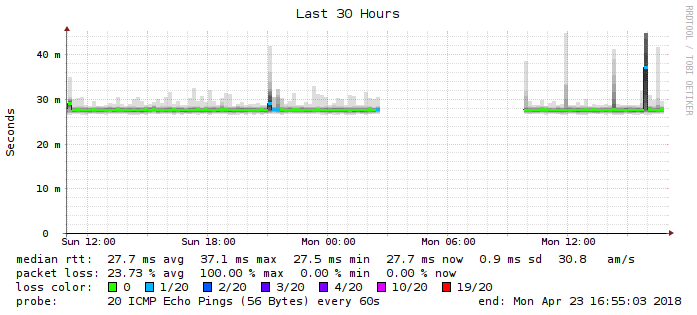 Last 30 Hours
RRDTOOL / TOBI OETIKER
Seconds
40 m
30 m
20 m
10 m
0
Sun 12:00 Sun 18:00 Mon 00:00 Mon 06:00 Mon 12:00
median rtt: 27.7 ms avg 37.1 ms max 27.5 ms min 27.7 ms now 0.9 ms sd 30.8 am/s
packet loss: 23.73 % avg 100.00 % max 0.00 % min 0.00 % now
loss color: 0 1/20 2/20 3/20 4/20 10/20 19/20
probe: 20 ICMP Echo Pings (56 Bytes) every 60s end: Mon Apr 23 16:55:03 2018